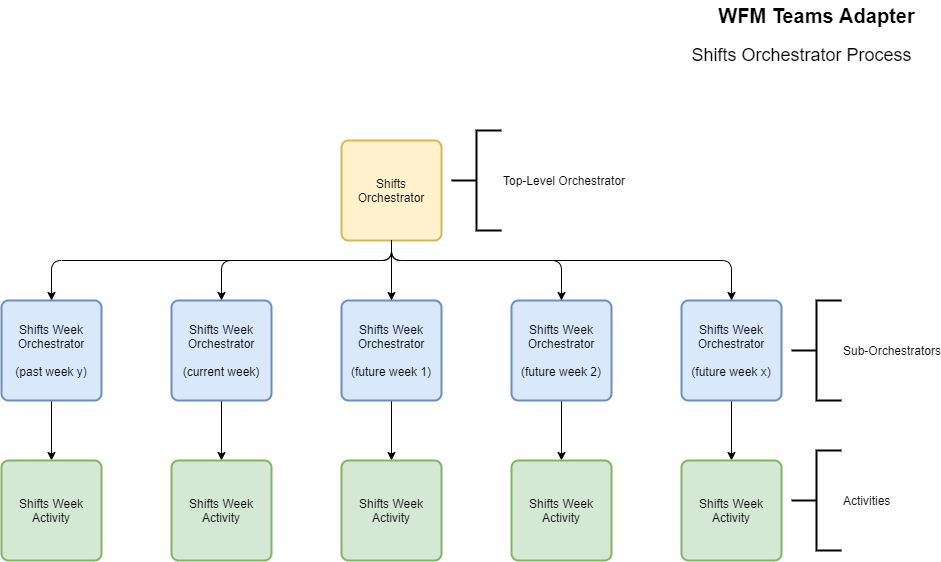 WFM Teams Adapter
Shifts Orchestrator Process
Shifts
Orchestrator
Top-Level Orchestrator
Shifts Week
Orchestrator
(past week y)
Shifts Week
Orchestrator
(current week)
Shifts Week
Orchestrator
(future week 1)
Shifts Week
Orchestrator
(future week 2)
Shifts Week
Orchestrator
(future week x)
Sub-Orchestrators
Shifts Week
Activity
Shifts Week
Activity
Shifts Week
Activity
Shifts Week
Activity
Shifts Week
Activity
Activities